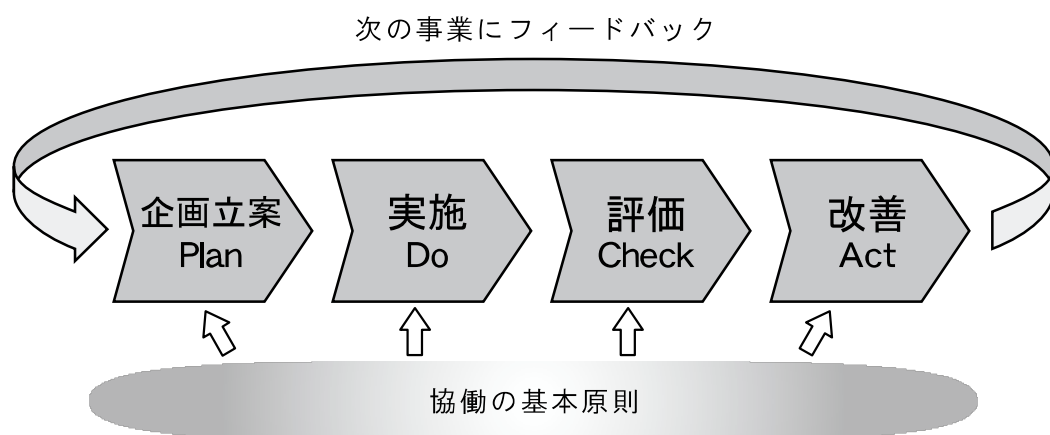 次の事業にフィードバック
企画立案
Plan
実施
Do
評価
Check
改善
Act
協働の基本原則